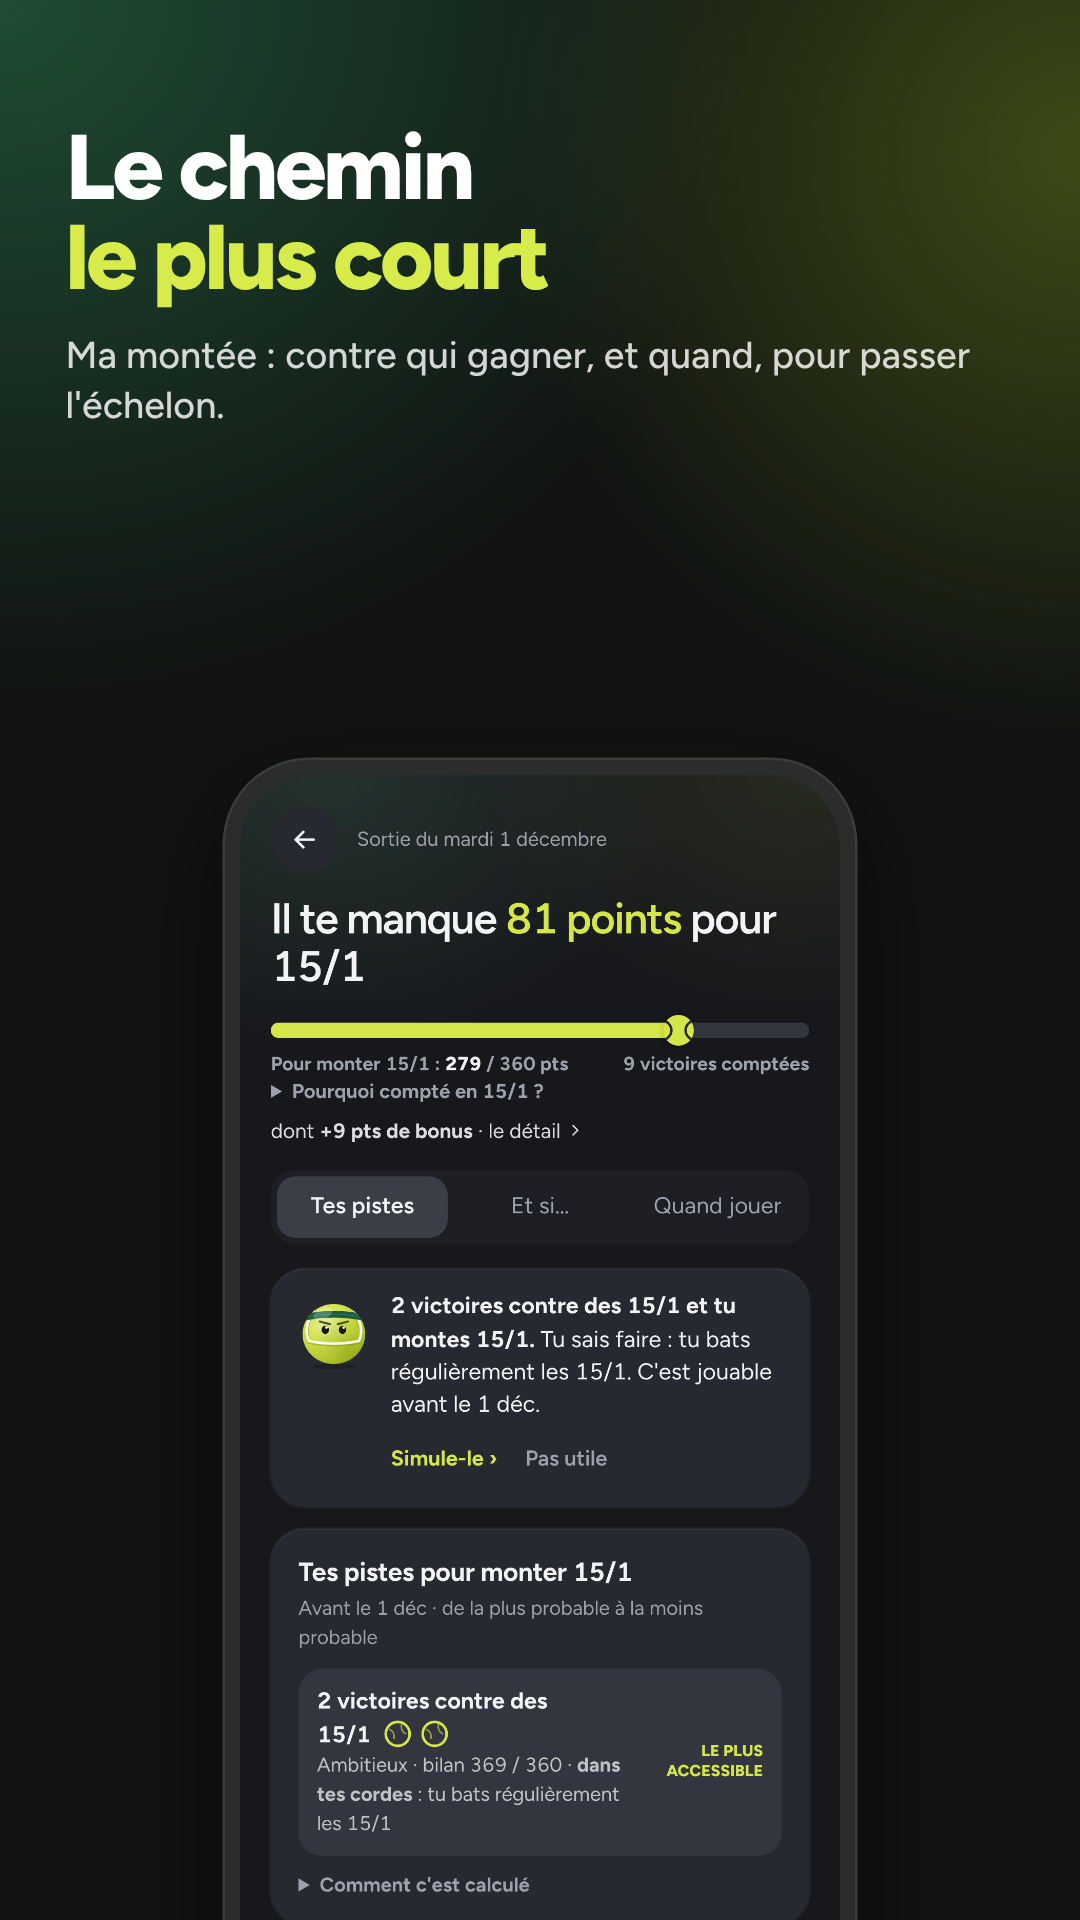 Le chemin
le plus court
Ma montée : contre qui gagner, et quand, pour passer
l'échelon.
Sortie du mardi 1 décembre
Il te manque 81 points pour
15/1
Pour monter 15/1 : 279 / 360 pts
9 victoires comptées
▶ Pourquoi compté en 15/1 ?
dont +9 pts de bonus · le détail >
Tes pistes
Et si...
Quand jouer
2 victoires contre des 15/1 et tu
montes 15/1. Tu sais faire : tu bats
régulièrement les 15/1. C'est jouable
avant le 1 déc.
Simule-le ›
Pas utile
Tes pistes pour monter 15/1
Avant le 1 déc · de la plus probable à la moins
probable
2 victoires contre des
15/1
Ambitieux · bilan 369 / 360 · dans
tes cordes : tu bats régulièrement
les 15/1
LE PLUS
ACCESSIBLE
▶ Comment c'est calculé